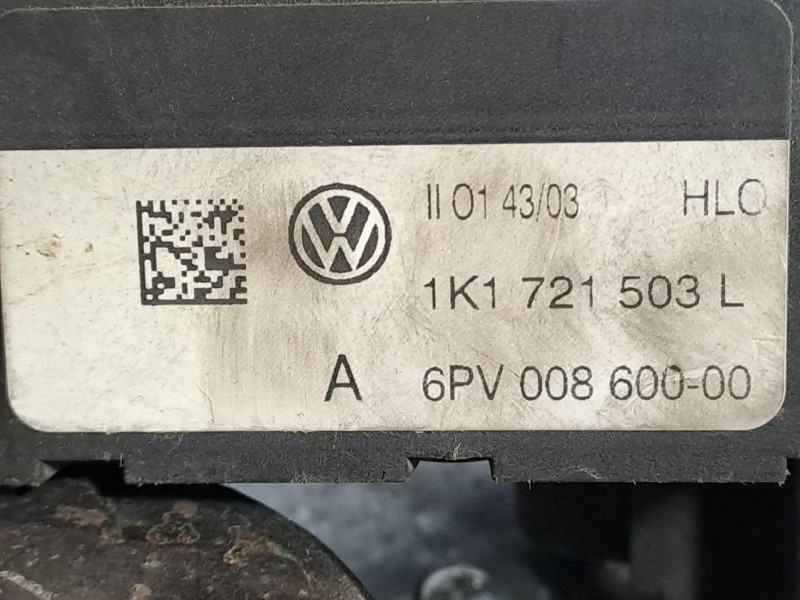 II 01 43/03 HLO
1K1 721 503 L
A 6PV 008 600-00